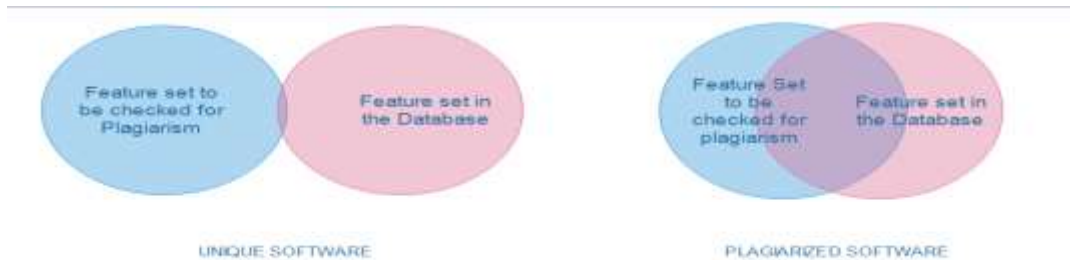 Feature set to
be checked for
Plagiarism
Feature set in
the Database
UNIQUE SOFTWARE
Feature Set
to be
checked for
plagiarism
Feature set in
the Database
PLAGIARIZED SOFTWARE